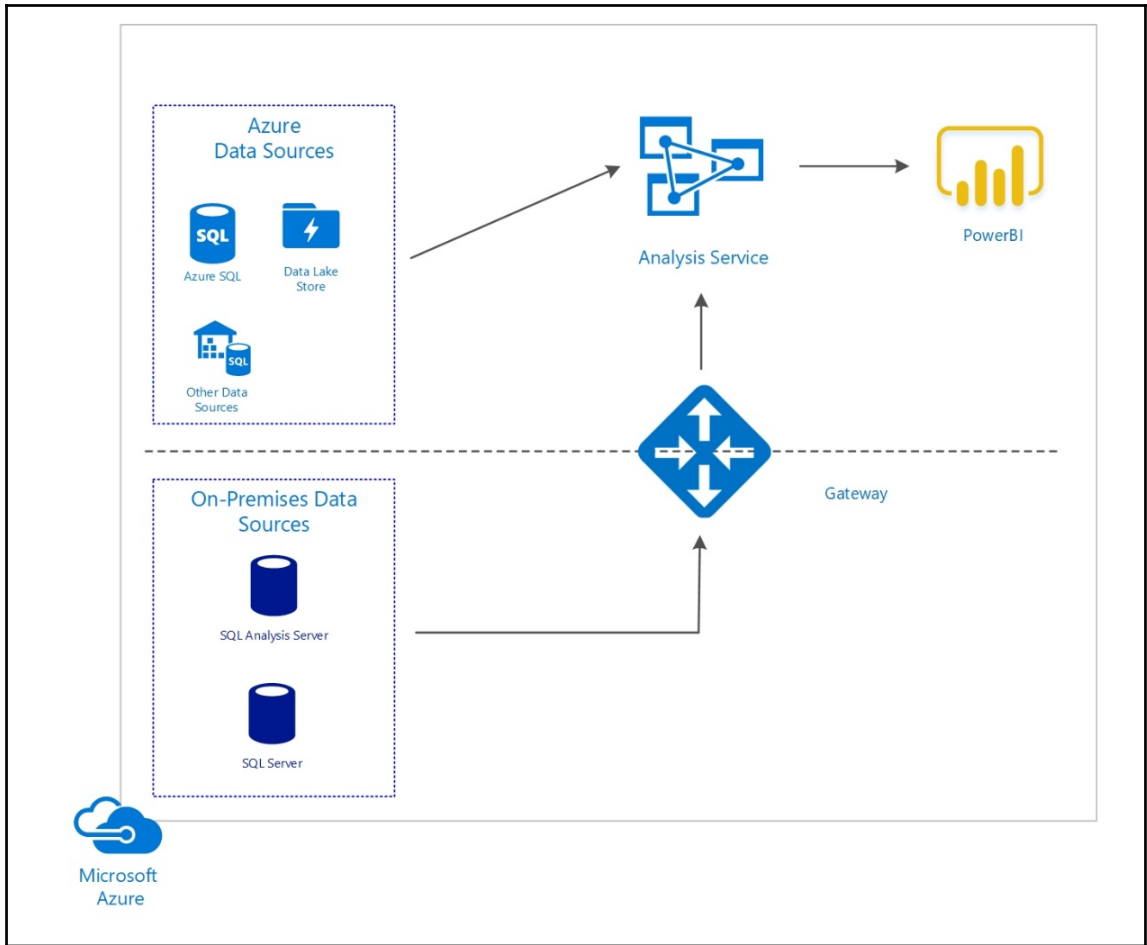 Azure
Data Sources
SQL
Azure SQL
Data Lake
Store
SQL
Other Data
Sources
Analysis Service
PowerBI
Gateway
On-Premises Data
Sources
SQL Analysis Server
SQL Server
Microsoft
Azure